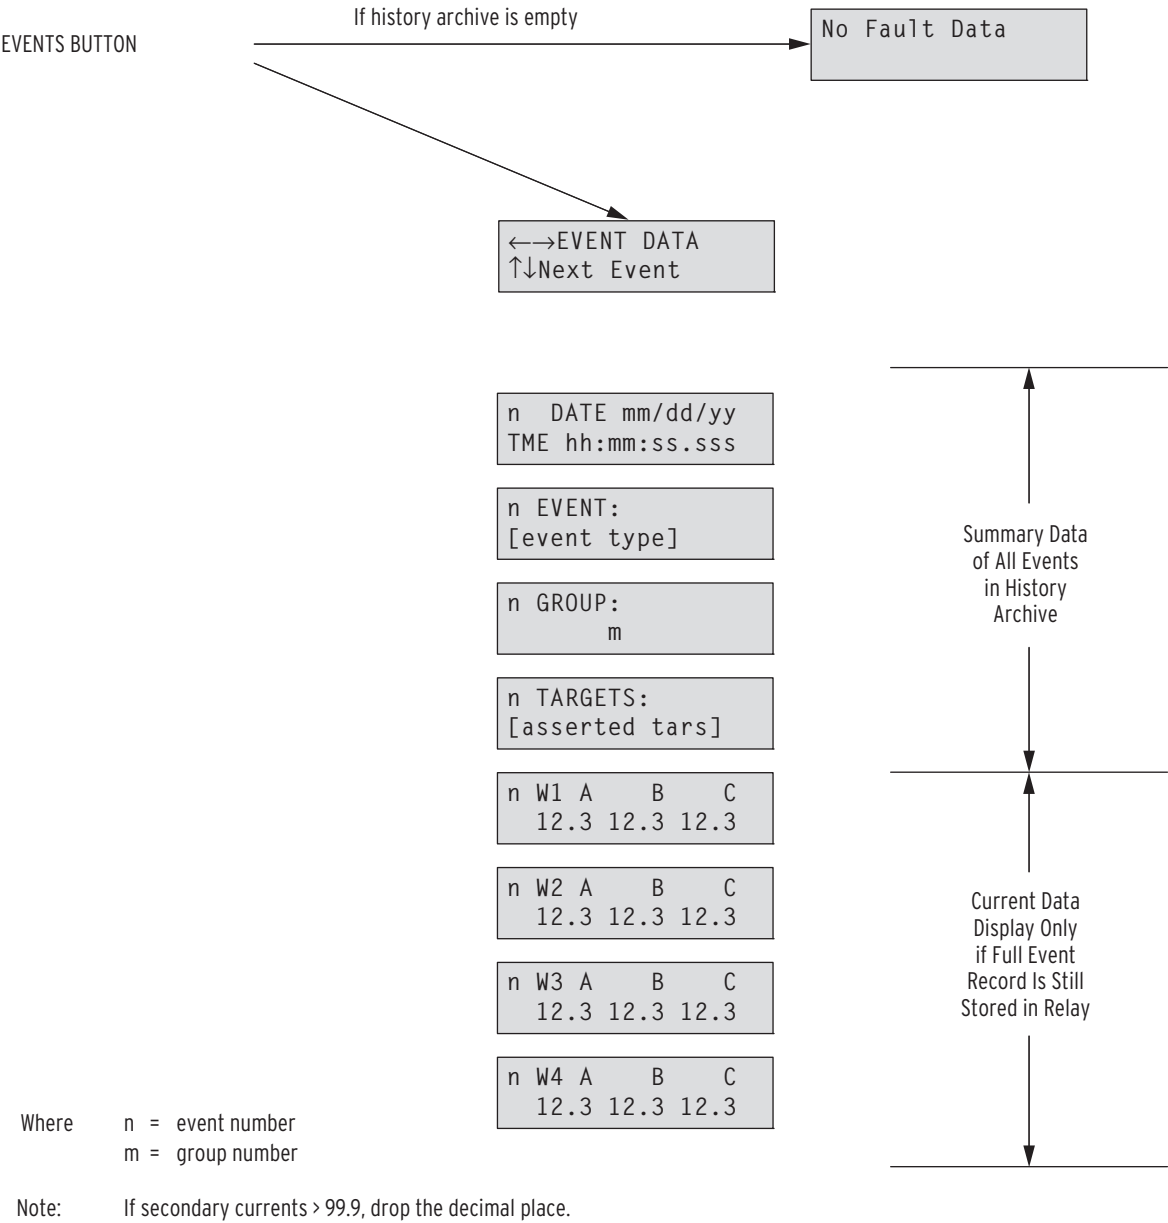 If history archive is empty
EVENTS BUTTON
No Fault Data
←→EVENT DATA
↑↓Next Event
n  DATE mm/dd/yy
TME hh:mm:ss.sss
n EVENT:
[event type]
n GROUP:
m
n TARGETS:
[asserted tars]
Summary Data
of All Events
in History
Archive
n W1 A   B   C
12.3 12.3 12.3
n W2 A   B   C
12.3 12.3 12.3
n W3 A   B   C
12.3 12.3 12.3
n W4 A   B   C
12.3 12.3 12.3
Current Data
Display Only
if Full Event
Record Is Still
Stored in Relay
Where n = event number
m = group number
Note: If secondary currents > 99.9, drop the decimal place.